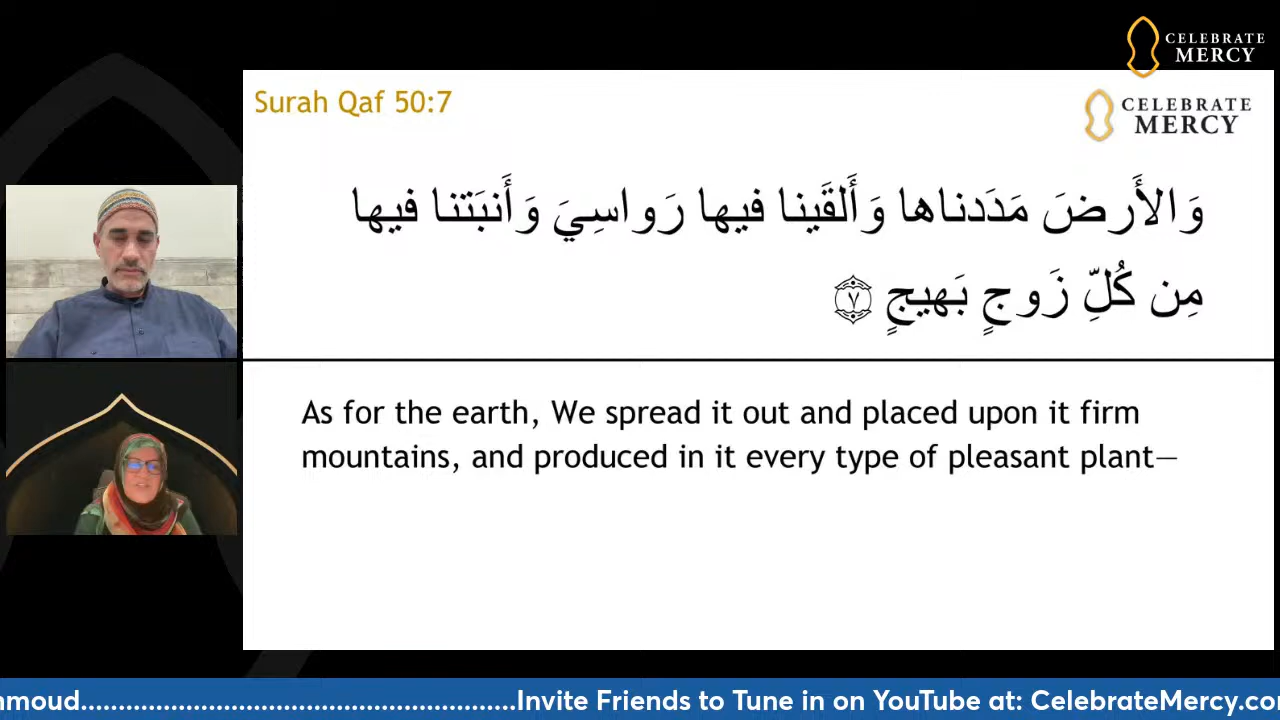 CELEBRATE
MERCY
Surah Qaf 50:7
CELEBRATE
MERCY
وَالأَرضَ مَدَدناها وَأَلقَينا فيها رَواسِيَ وَأَنبَتنا فيها
مِن كُلِّ زَوجٍ بَهيجٍ ﴿٧﴾
As for the earth, We spread it out and placed upon it firm
mountains, and produced in it every type of pleasant plant—
moud..........................................................Invite Friends to Tune in on YouTube at: CelebrateMercy.co